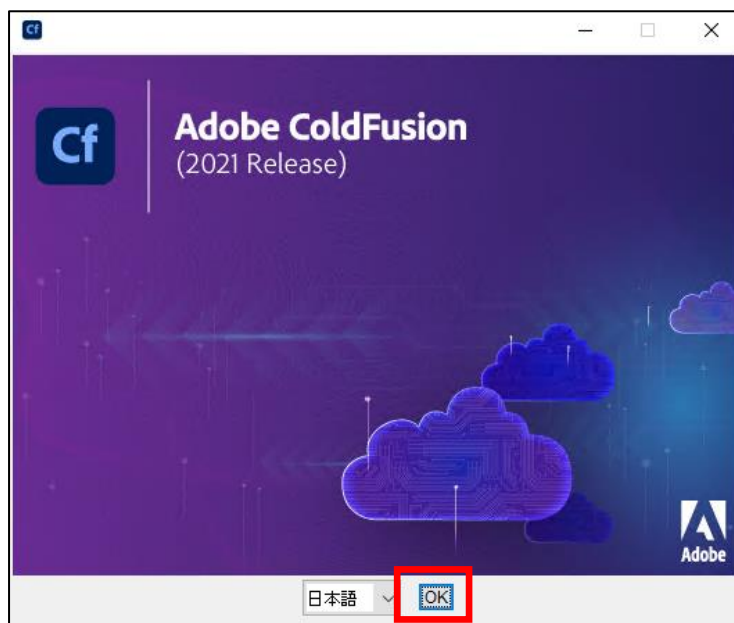 Cf
Cf
Adobe ColdFusion
(2021 Release)
Adobe
日本語
OK